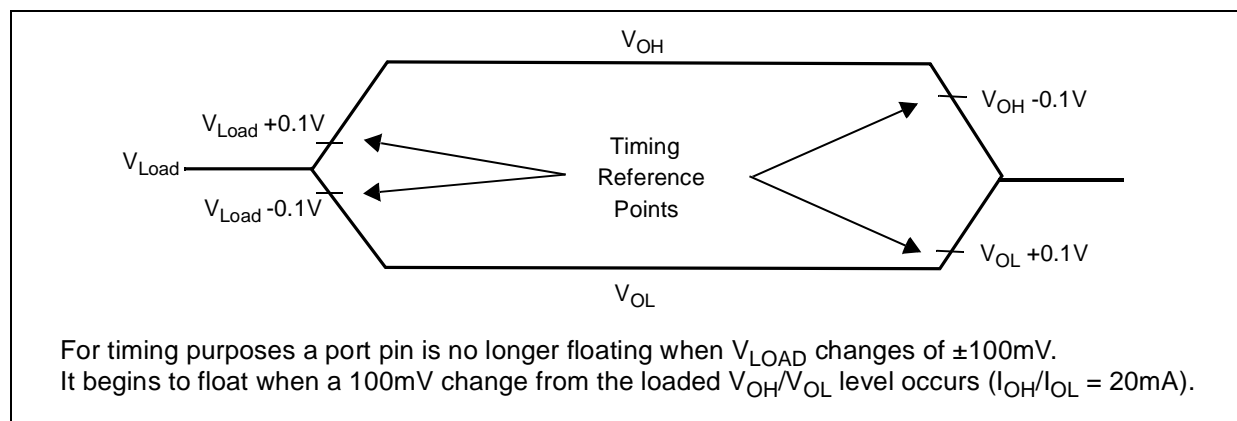 VOH
VLoad +0.1V
VOH -0.1V
VLoad
Timing
Reference
Points
VLoad -0.1V
VOL +0.1V
VOL
For timing purposes a port pin is no longer floating when VLOAD changes of ±100mV.
It begins to float when a 100mV change from the loaded VOH/VOL level occurs (IOH/IOL = 20mA).